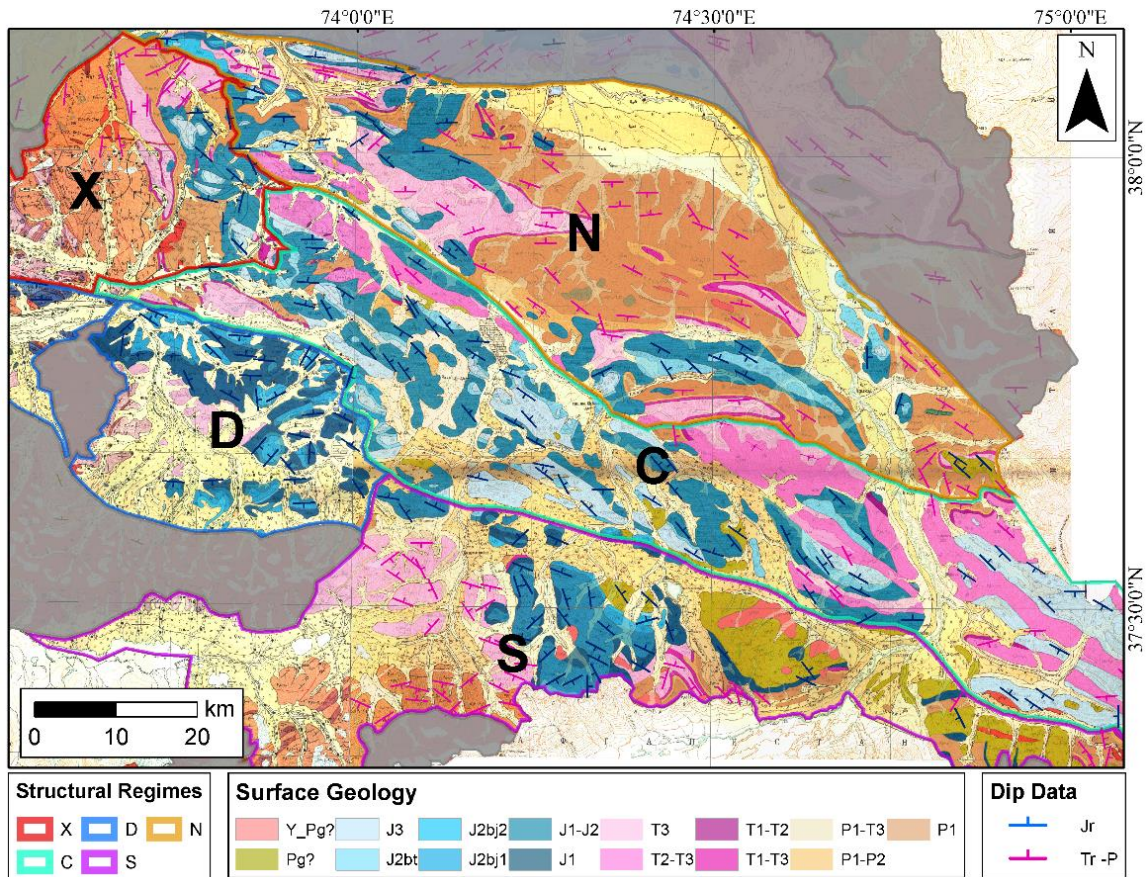 74°0'0"E 74°30'0"E 75°0'0"E
N
38°0'0"N
X
N
D
C
37°30'0"N
S
km
0 10 20
Structural Regimes
X D N
C S
Surface Geology
Y_Pg? J3 J2bj2 J1-J2 T3 T1-T2 P1-T3 P1
Pg? J2bt J2bj1 J1 T2-T3 T1-T3 P1-P2
Dip Data
Jr
Tr -P